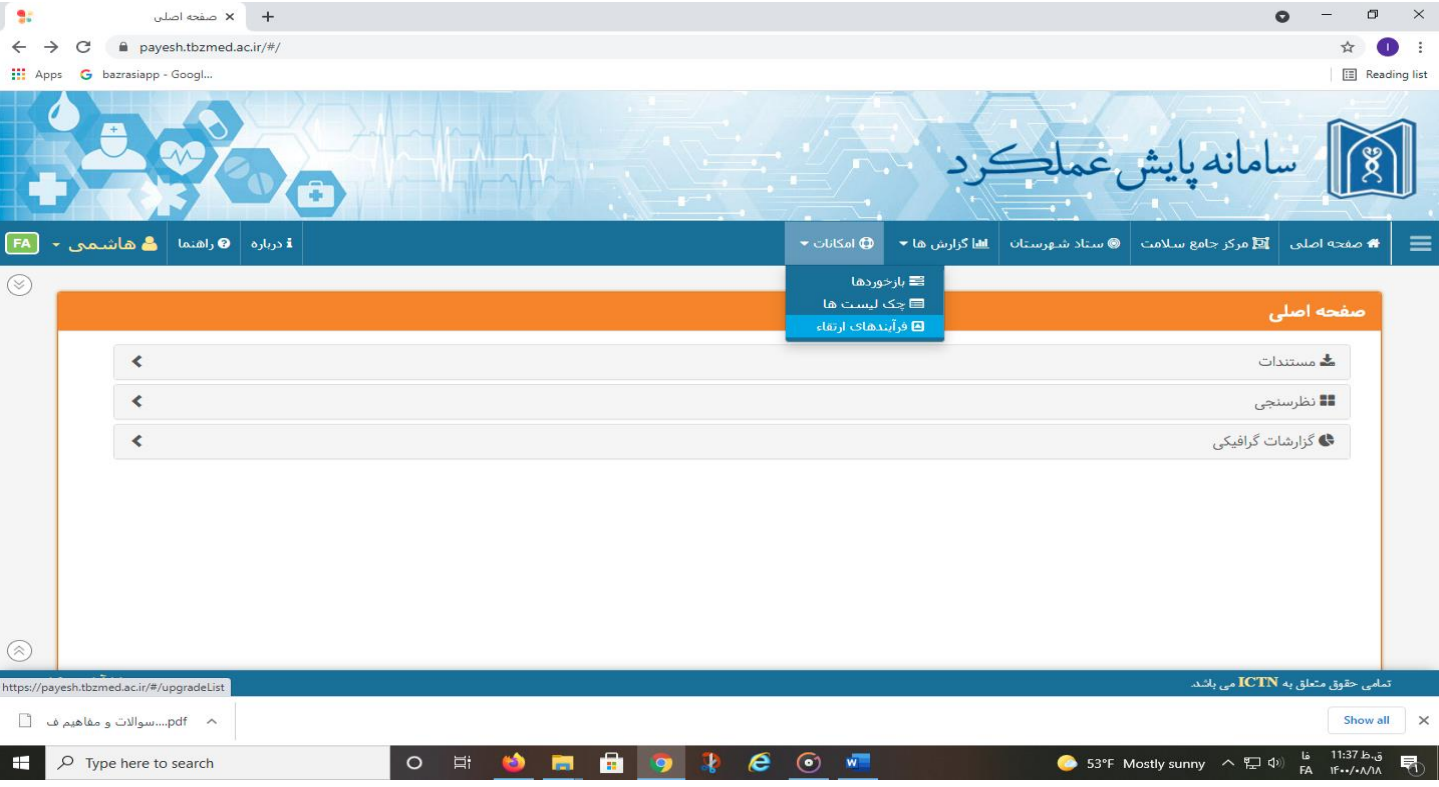 صفحه اصلی
payesh.tbzmed.ac.ir/#/
Apps
bazrasiapp - Googl...
Reading list
سامانه پایش عملکرد
صفحه اصلی
مرکز جامع سلامت
ستاد شهرستان
گزارش ها
امکانات
درباره
راهنما
هاشمی
FA
بازخوردها
چک لیست ها
فرآیندهای ارتقاء
صفحه اصلی
مستندات
نظرسنجی
گزارشات گرافیکی
تمامی حقوق متعلق به ICTN می باشد.
https://payesh.tbzmed.ac.ir/#/upgradeList
سوالات و مفاهیم ف....pdf
Show all
Type here to search
53°F Mostly sunny
فا
FA
11:37 ق.ظ
۱۴۰۰/۰۸/۱۸